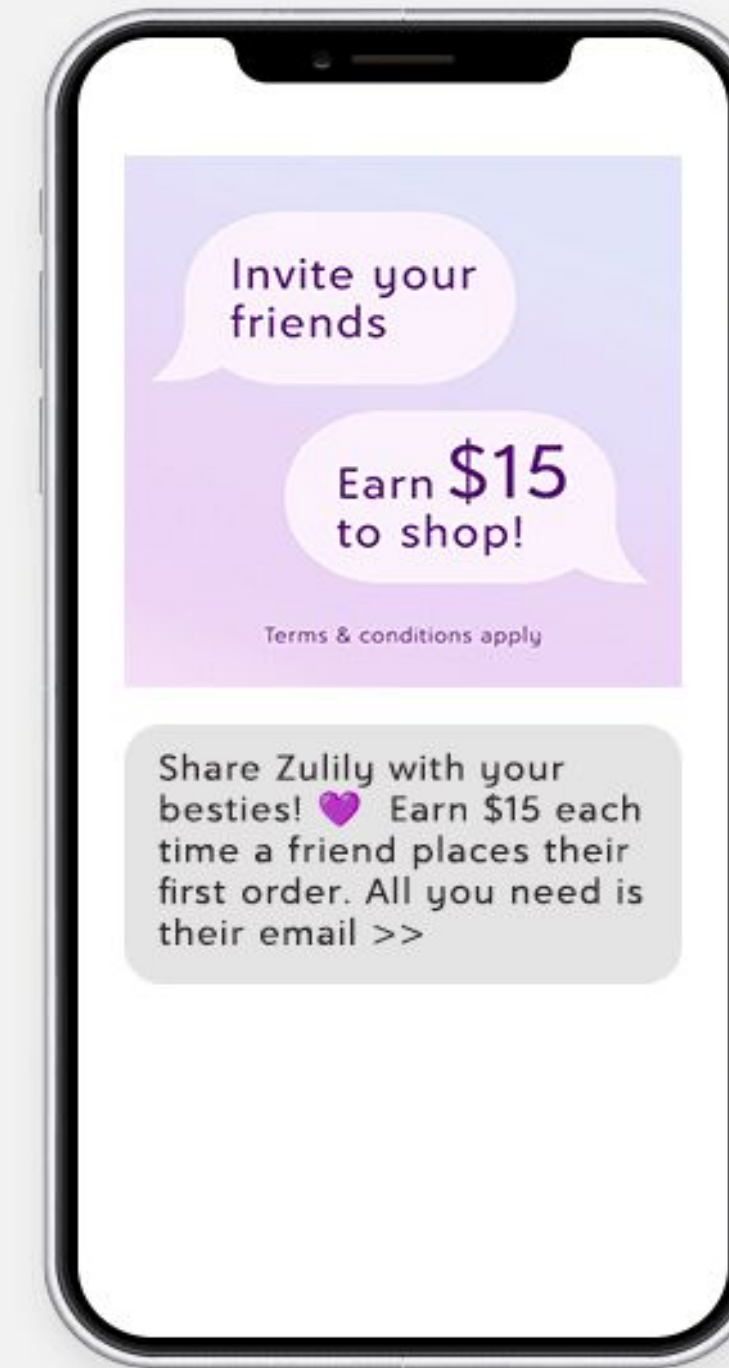 Invite your
friends
Earn $15
to shop!
Terms & conditions apply
Share Zulily with your
besties! 💜 Earn $15 each
time a friend places their
first order. All you need is
their email >>